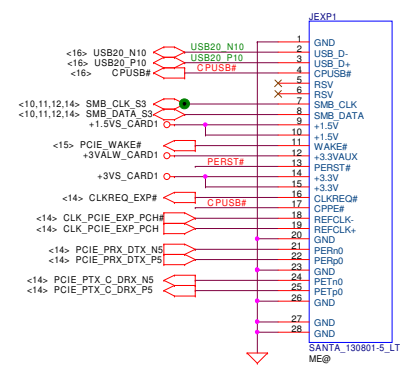 JEXP1
1 GND
<16> USB20_N10 USB20_N10 2 USB_D-
<16> USB20_P10 USB20_P10 3 USB_D+
<16> CPUSB# CPUSB# 4 CPUSB#
5 RSV
6 RSV
<10,11,12,14> SMB_CLK_S3 7 SMB_CLK
<10,11,12,14> SMB_DATA_S3 8 SMB_DATA
+1.5VS_CARD1 9 +1.5V
10 +1.5V
<15> PCIE_WAKE# 11 WAKE#
+3VALW_CARD1 12 +3.3VAUX
PERST# 13 PERST#
+3VS_CARD1 14 +3.3V
15 +3.3V
<14> CLKREQ_EXP# 16 CLKREQ#
CPUSB# 17 CPPE#
<14> CLK_PCIE_EXP_PCH# 18 REFCLK-
<14> CLK_PCIE_EXP_PCH 19 REFCLK+
20 GND
<14> PCIE_PRX_DTX_N5 21 PERn0
<14> PCIE_PRX_DTX_P5 22 PERp0
23 GND
<14> PCIE_PTX_C_DRX_N5 24 PETn0
<14> PCIE_PTX_C_DRX_P5 25 PETp0
26 GND
27 GND
28 GND
SANTA_130801-5_LT
ME@